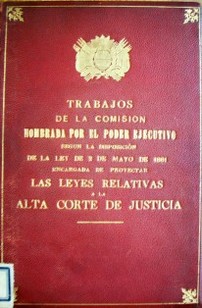 TRABAJOS
DE LA COMISION
NOMBRADA POR EL PODER EJECUTIVO
SEGUN LA DISPOSICIÓN
DE LA LEY DE 2 DE MAYO DE 1881
ENCARGADA DE PROYECTAR
LAS LEYES RELATIVAS
A LA
ALTA CORTE DE JUSTICIA